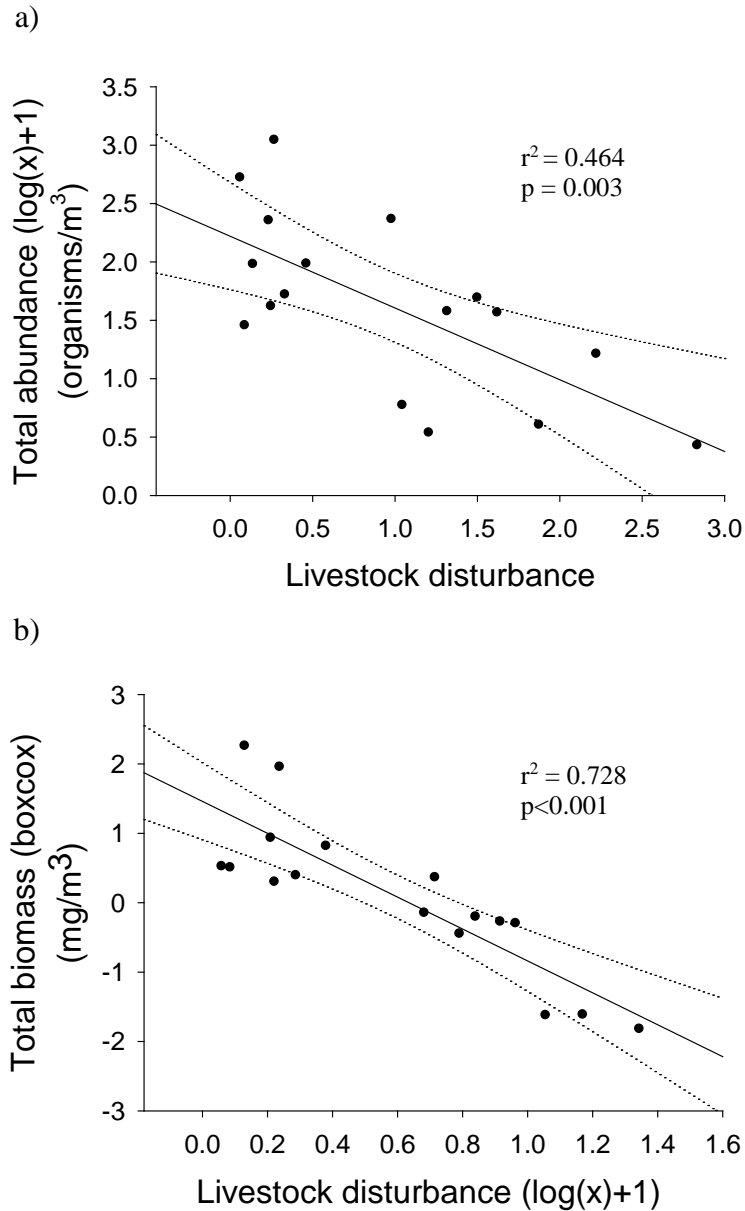 a)
3.5
3.0
2.5
2.0
1.5
1.0
0.5
0.0
Total abundance (log(x)+1)
(organisms/m³)
r² = 0.464
p = 0.003
0.0 0.5 1.0 1.5 2.0 2.5 3.0
Livestock disturbance
b)
3
2
1
0
-1
-2
-3
Total biomass (boxcox)
(mg/m³)
r² = 0.728
p<0.001
0.0 0.2 0.4 0.6 0.8 1.0 1.2 1.4 1.6
Livestock disturbance (log(x)+1)